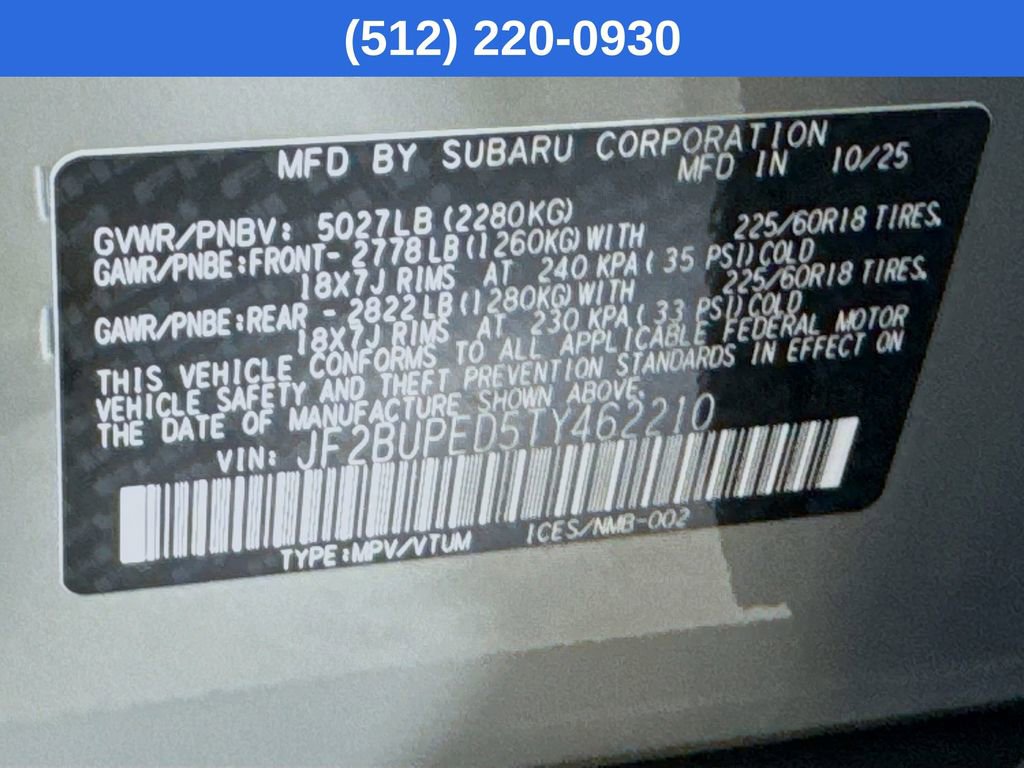 (512) 220-0930
MFD BY SUBARU CORPORATION
MFD IN 10/25
GVWR/PNBV: 5027LB (2280KG)
GAWR/PNBE:FRONT- 2778LB(1260KG)WITH 225/60R18 TIRES.
18X7J RIMS AT 240 KPA( 35 PSI)COLD
GAWR/PNBE:REAR - 2822LB(1280KG)WITH 225/60R18 TIRES.
18X7J RIMS AT 230 KPA( 33 PSI)COLD
THIS VEHICLE CONFORMS TO ALL APPLICABLE FEDERAL MOTOR
VEHICLE SAFETY AND THEFT PREVENTION STANDARDS IN EFFECT ON
THE DATE OF MANUFACTURE SHOWN ABOVE.
VIN: JF2BUPED5TY462210
TYPE:MPV/VTUM ICES/NMB-002